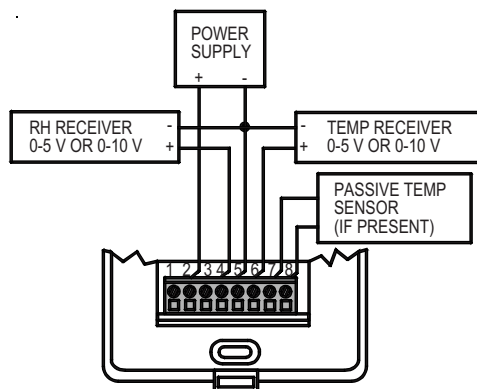 POWER
SUPPLY
+ -
RH RECEIVER
0-5 V OR 0-10 V
-
+
-
+
TEMP RECEIVER
0-5 V OR 0-10 V
PASSIVE TEMP
SENSOR
(IF PRESENT)
1 2 3 4 5 6 7 8